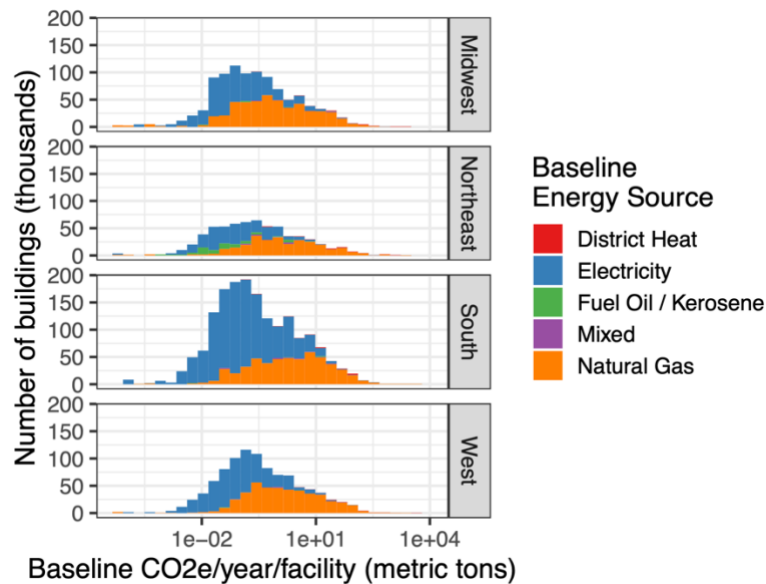 Number of buildings (thousands)
200
150
100
50
0
Midwest
200
150
100
50
0
Northeast
200
150
100
50
0
South
200
150
100
50
0
West
1e-02 1e+01 1e+04
Baseline CO2e/year/facility (metric tons)
Baseline
Energy Source
District Heat
Electricity
Fuel Oil / Kerosene
Mixed
Natural Gas